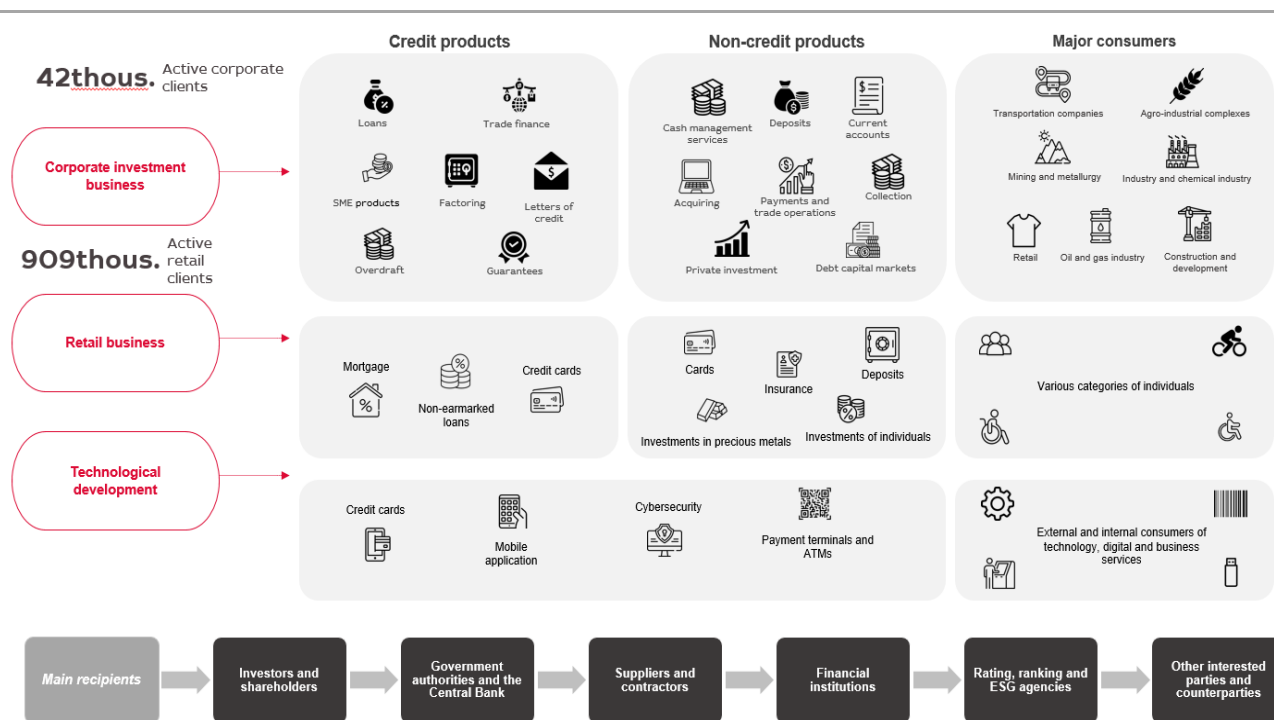 Credit products
Non-credit products
Major consumers
42thous.
Active corporate
clients
Corporate investment
business
Loans
Trade finance
SME products
Factoring
Letters of
credit
Overdraft
Guarantees
Cash management
services
Deposits
Current
accounts
Acquiring
Payments and
trade operations
Collection
Private investment
Debt capital markets
Transportation companies
Agro-industrial complexes
Mining and metallurgy
Industry and chemical industry
Retail
Oil and gas industry
Construction and
development
909thous.
Active
retail
clients
Retail business
Mortgage
Non-earmarked
loans
Credit cards
Cards
Insurance
Deposits
Investments in precious metals
Investments of individuals
Various categories of individuals
Technological
development
Credit cards
Mobile
application
Cybersecurity
Payment terminals and
ATMs
External and internal consumers of
technology, digital and business
services
Main recipients
Investors and
shareholders
Government
authorities and the
Central Bank
Suppliers and
contractors
Financial
institutions
Rating, ranking and
ESG agencies
Other interested
parties and
counterparties